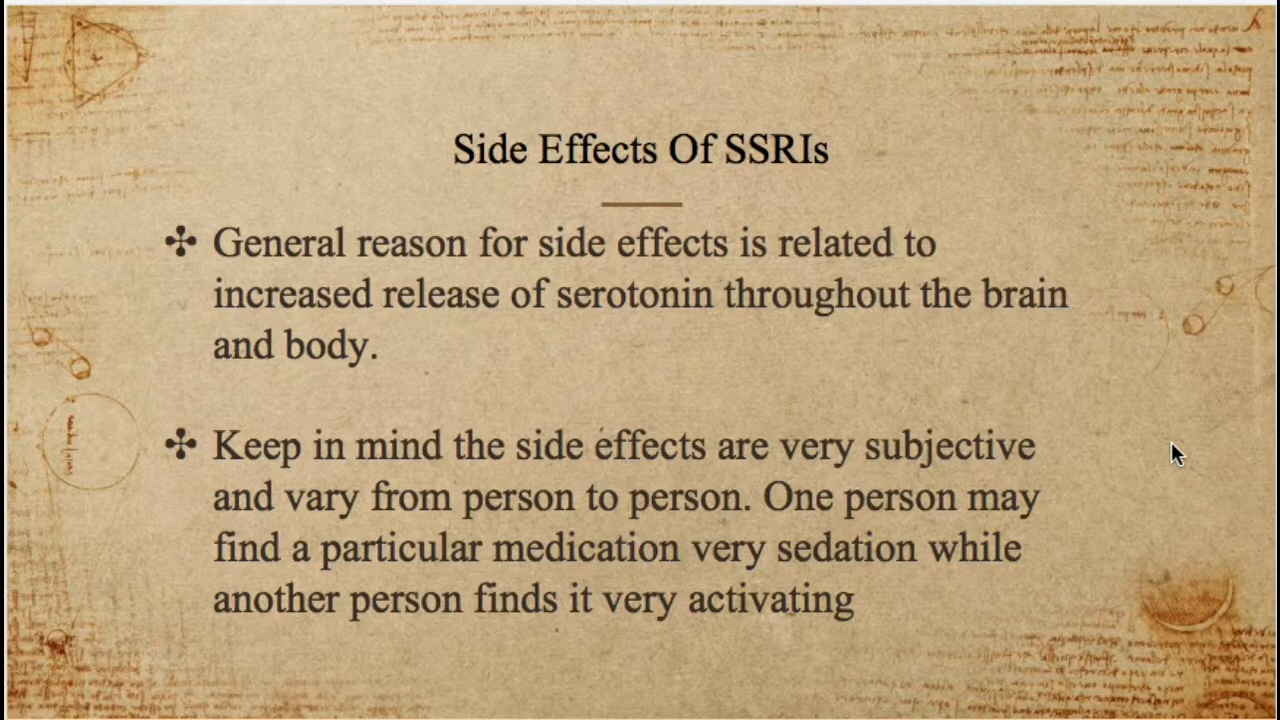 Side Effects Of SSRIs
General reason for side effects is related to
increased release of serotonin throughout the brain
and body.
Keep in mind the side effects are very subjective
and vary from person to person. One person may
find a particular medication very sedation while
another person finds it very activating